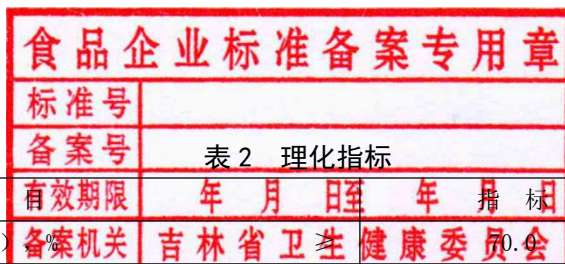 食品企业标准备案专用章
标准号
备案号
表 2 理化指标
有效期限 年 月 日至 年 月 日
指 标
), %
备案机关 吉林省卫生健康委员会
≥ 70.0